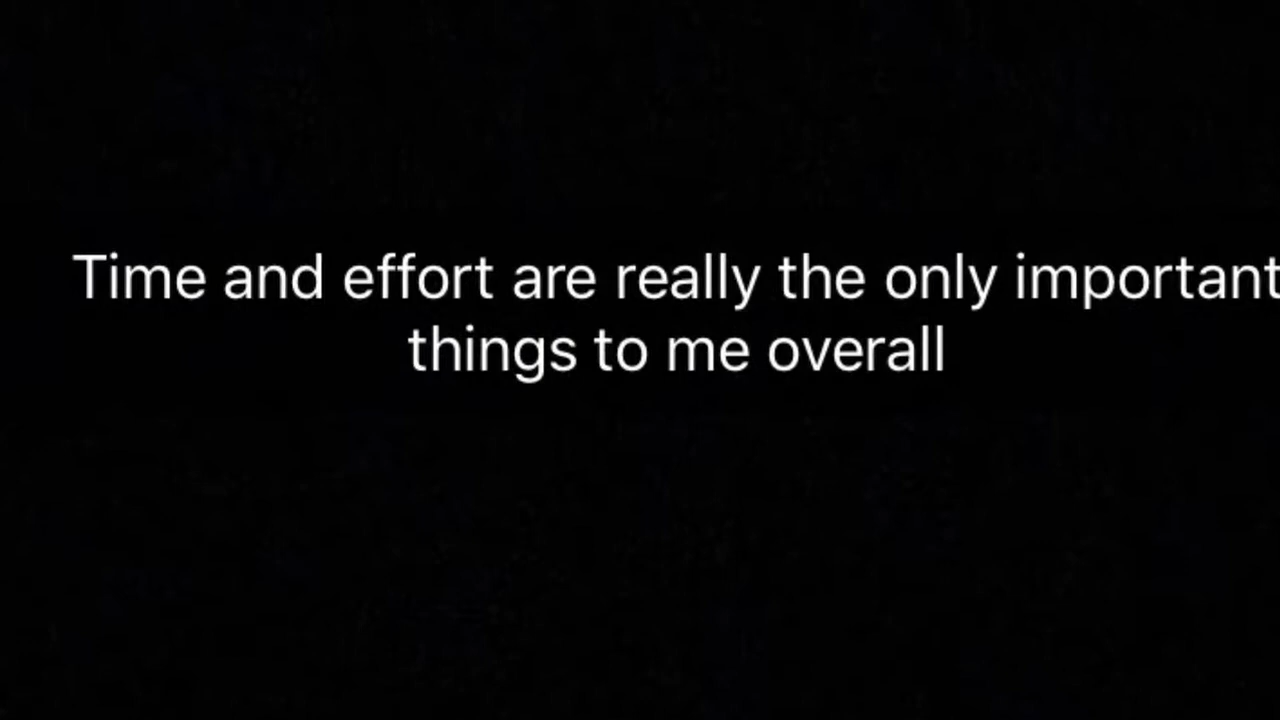 Time and effort are really the only important
things to me overall